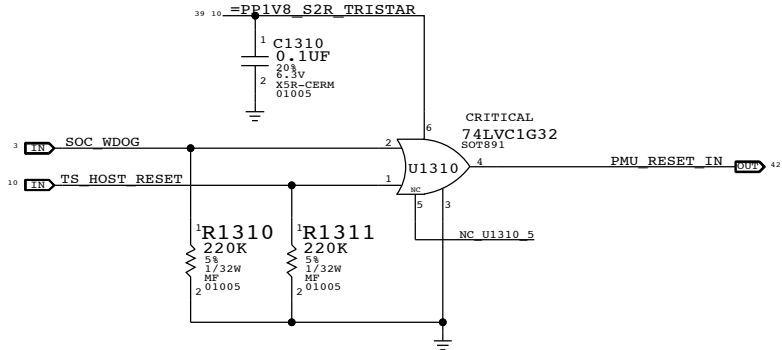 39 10 =PP1V8_S2R_TRISTAR
1 C1310
0.1UF
20%
2 6.3V
X5R-CERM
01005
CRITICAL
6 74LVC1G32
SOT891
3 IN SOC_WDOG 2
U1310 4 PMU_RESET_IN OUT 42
10 IN TS_HOST_RESET 1
NC
5 3
NC_U1310_5
1 R1310 1 R1311
220K 220K
5% 5%
1/32W 1/32W
MF MF
2 01005 2 01005